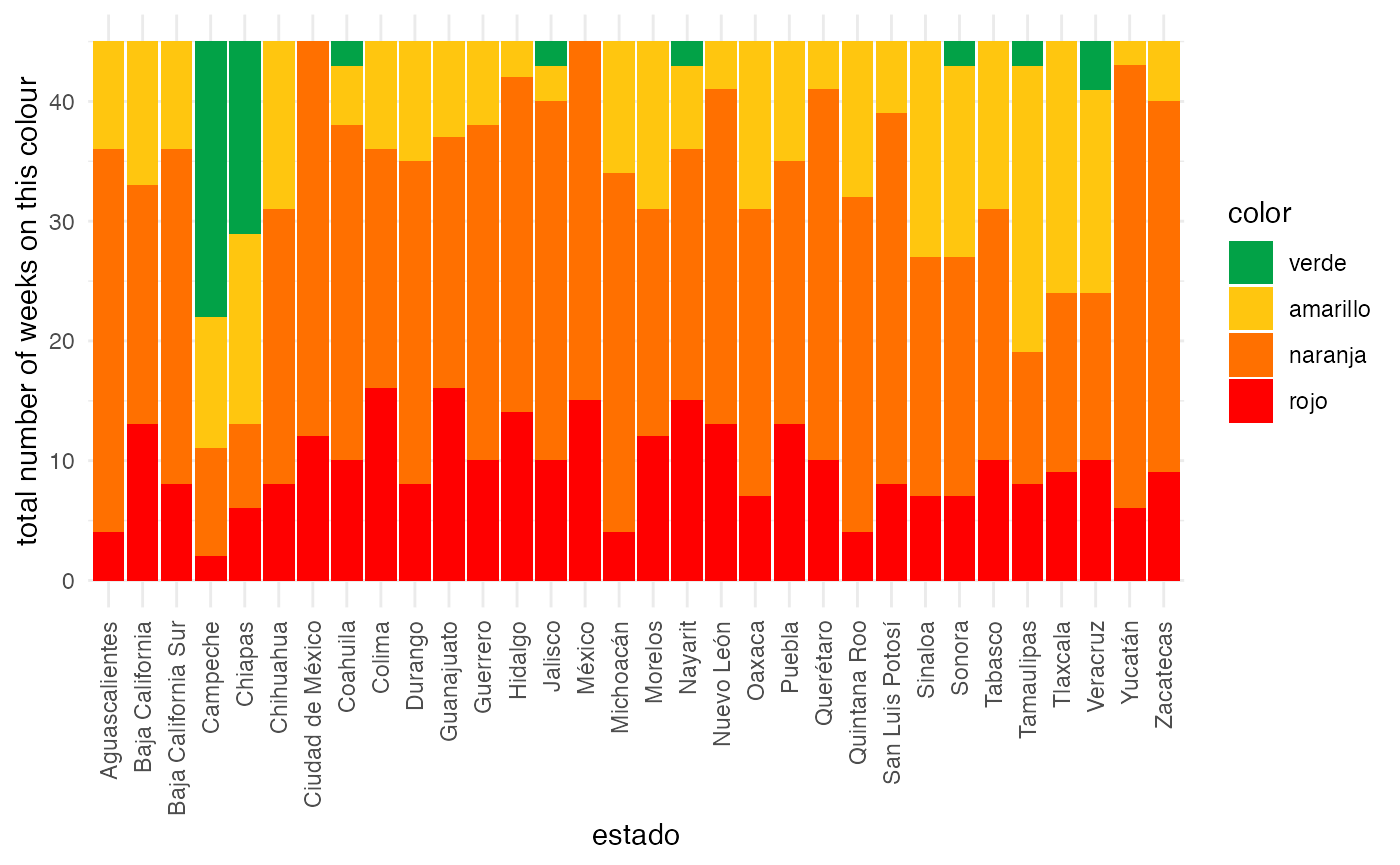 total number of weeks on this colour
40
30
20
10
0
Aguascalientes
Baja California
Baja California Sur
Campeche
Chiapas
Chihuahua
Ciudad de México
Coahuila
Colima
Durango
Guanajuato
Guerrero
Hidalgo
Jalisco
México
Michoacán
Morelos
Nayarit
Nuevo León
Oaxaca
Puebla
Querétaro
Quintana Roo
San Luis Potosí
Sinaloa
Sonora
Tabasco
Tamaulipas
Tlaxcala
Veracruz
Yucatán
Zacatecas
estado
color
verde
amarillo
naranja
rojo